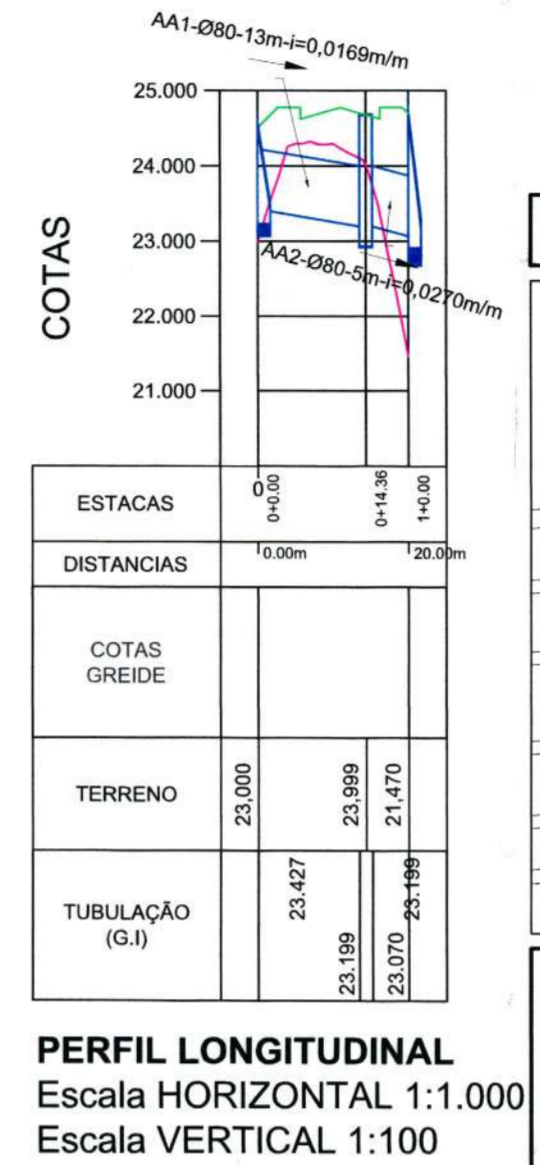 AA1-Ø80-13m-i=0,0169m/m
25.000
24.000
23.000
22.000
21.000
COTAS
AA2-Ø80-5m-i=0,0270m/m
ESTACAS
0
0+0.00
0+14.36
1+0.00
DISTANCIAS
0.00m
20.00m
COTAS
GREIDE
TERRENO
23,000
23,999
21,470
TUBULAÇÃO
(G.I)
23.427
23.199
23.070
23.199
PERFIL LONGITUDINAL
Escala HORIZONTAL 1:1.000
Escala VERTICAL 1:100